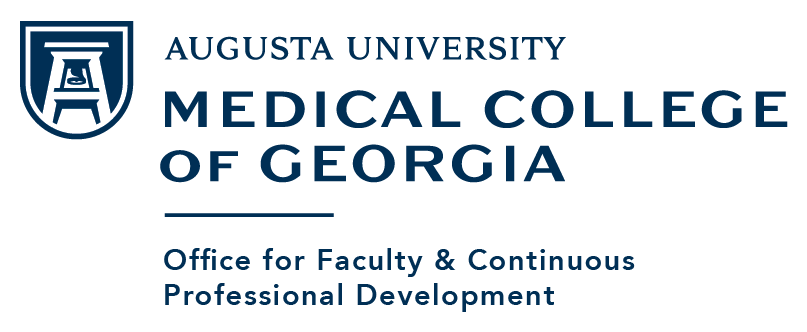 AUGUSTA UNIVERSITY
MEDICAL COLLEGE
OF GEORGIA
Office for Faculty & Continuous
Professional Development